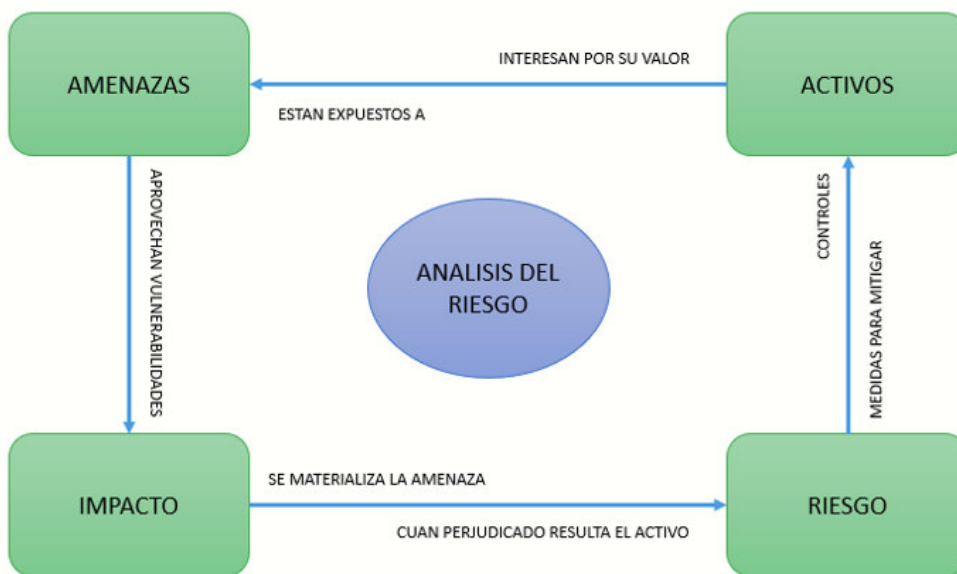 INTERESAN POR SU VALOR
AMENAZAS
ACTIVOS
ESTAN EXPUESTOS A
APROVECHAN VULNERABILIDADES
CONTROLES
MEDIDAS PARA MITIGAR
ANALISIS DEL
RIESGO
SE MATERIALIZA LA AMENAZA
IMPACTO
RIESGO
CUAN PERJUDICADO RESULTA EL ACTIVO